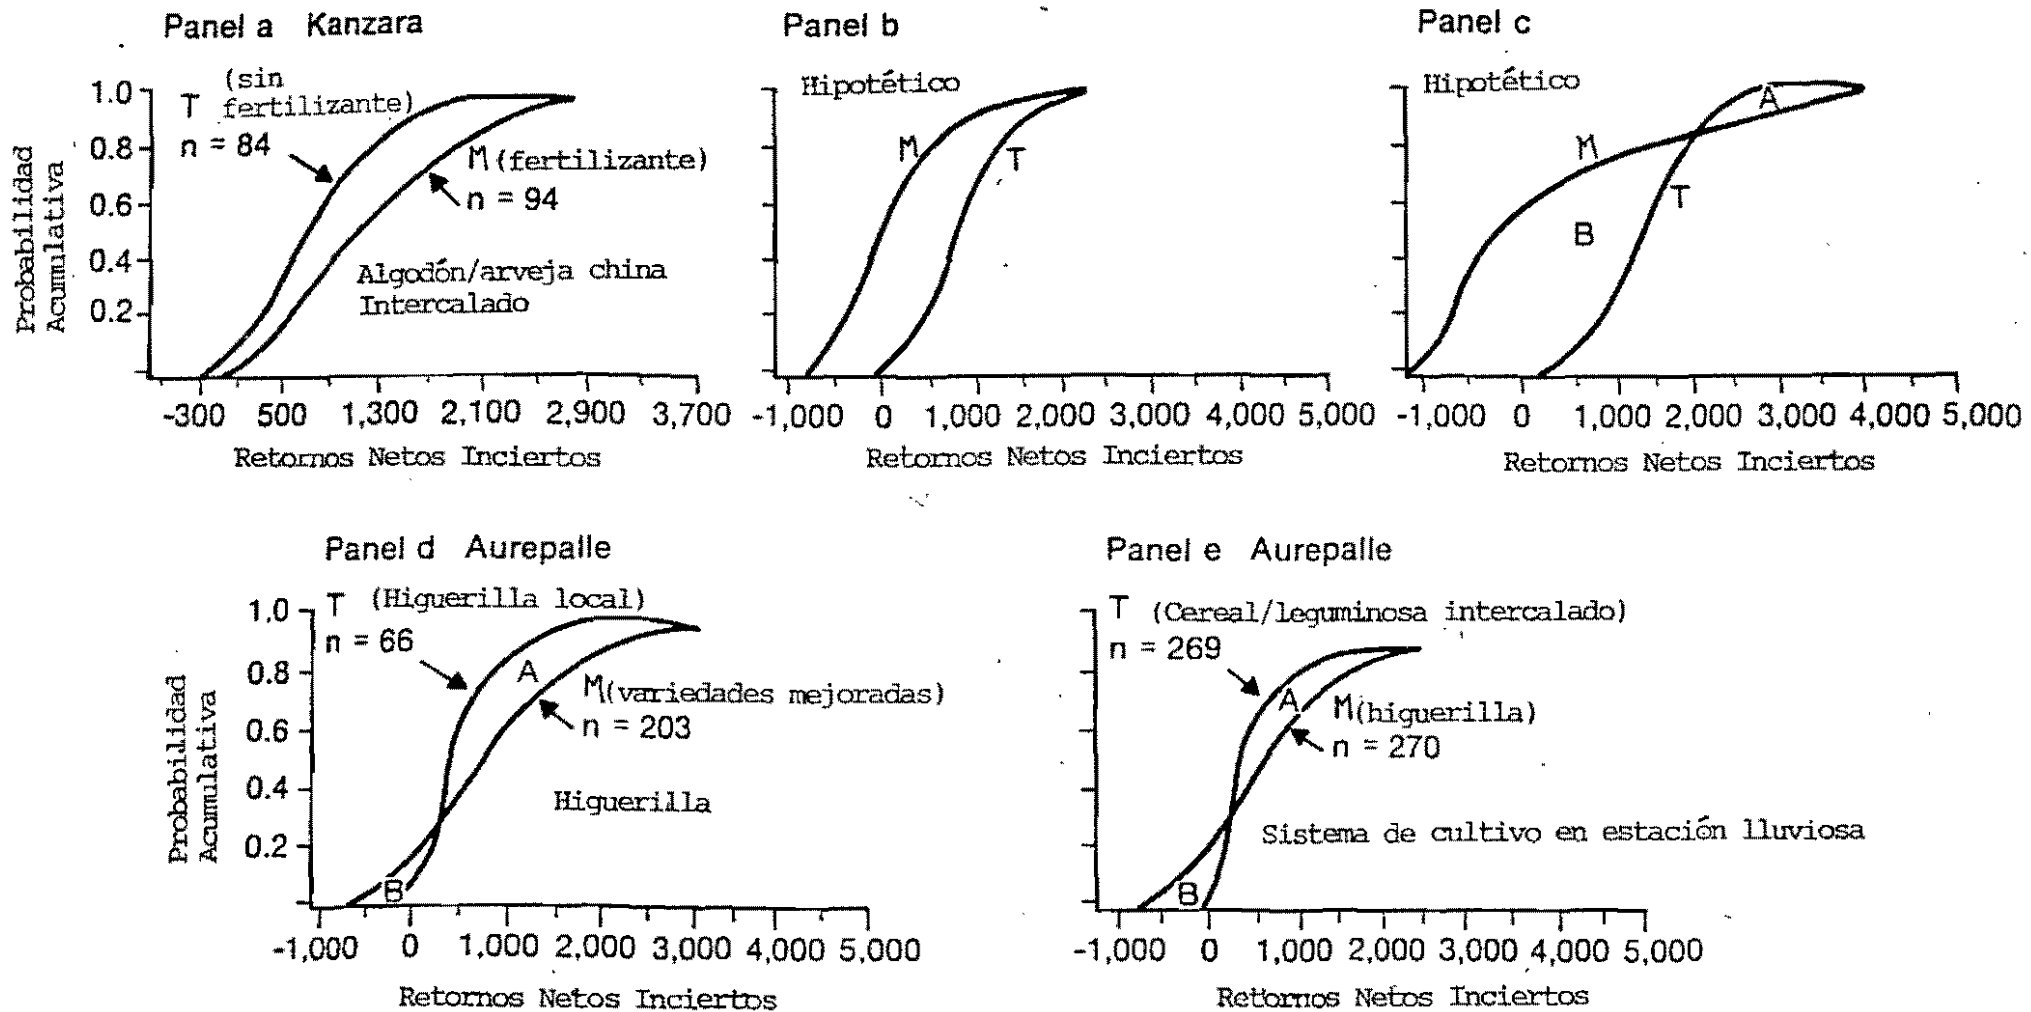 Panel a Kanzara
1.0
0.8
0.6
0.4
0.2
Probabilidad
Acumulativa
T (sin
fertilizante)
n = 84
M (fertilizante)
n = 94
Algodón/arveja china
Intercalado
-300 500 1,300 2,100 2,900 3,700
Retornos Netos Inciertos
Panel b
Hipotético
M
T
-1,000 0 1,000 2,000 3,000 4,000 5,000
Retornos Netos Inciertos
Panel c
Hipotético
A
M
T
B
-1,000 0 1,000 2,000 3,000 4,000 5,000
Retornos Netos Inciertos
Panel d Aurepalle
1,0
0.8
0.6
0.4
0.2
Probabilidad
Acumulativa
T (Higuerilla local)
n = 66
A
M (variedades mejoradas)
n = 203
Higuerilla
B
-1,000 0 1,000 2,000 3,000 4,000 5,000
Retornos Netos Inciertos
Panel e Aurepalle
T (Cereal/leguminosa intercalado)
n = 269
A
M (higuerilla)
n = 270
Sistema de cultivo en estación lluviosa
B
-1,000 0 1,000 2,000 3,000 4,000 5,000
Retornos Netos Inciertos